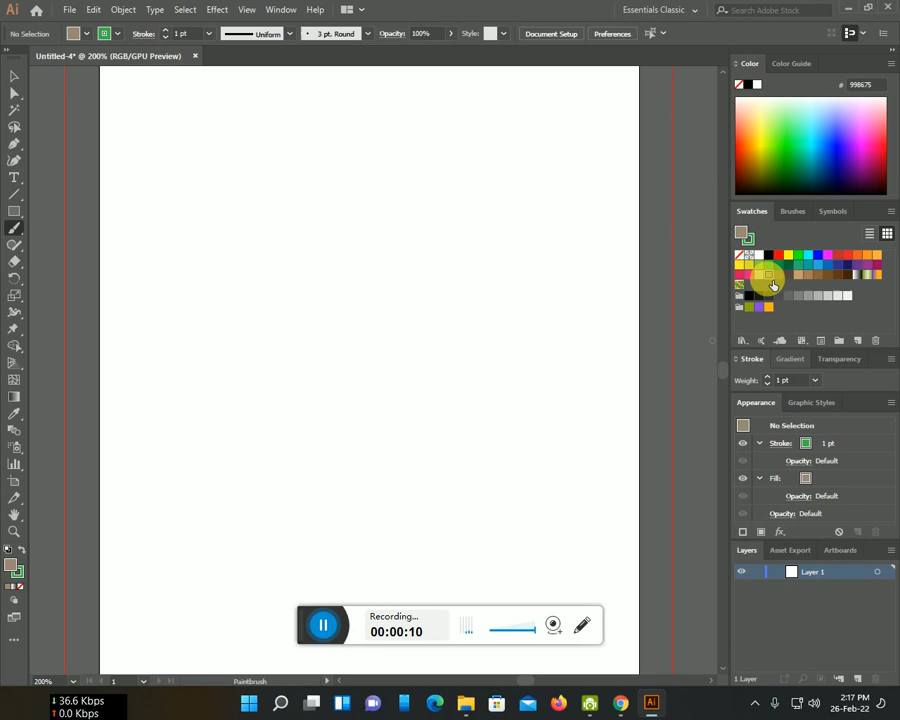 Ai File Edit Object Type Select Effect View Window Help Essentials Classic Search Adobe Stock
No Selection Stroke: 1 pt Uniform 3 pt. Round Opacity: 100% Style: Document Setup Preferences
Untitled-4* @ 200% (RGB/GPU Preview)
Color Color Guide
# 998675
Swatches Brushes Symbols
Stroke Gradient Transparency
Weight: 1 pt
Appearance Graphic Styles
No Selection
Stroke: 1 pt
Opacity: Default
Fill:
Opacity: Default
Opacity: Default
fx
Layers Asset Export Artboards
Layer 1
Recording...
00:00:10
200% 1 Paintbrush
1 Layer
36.6 Kbps
0.0 Kbps
Ai
2:17 PM
26-Feb-22